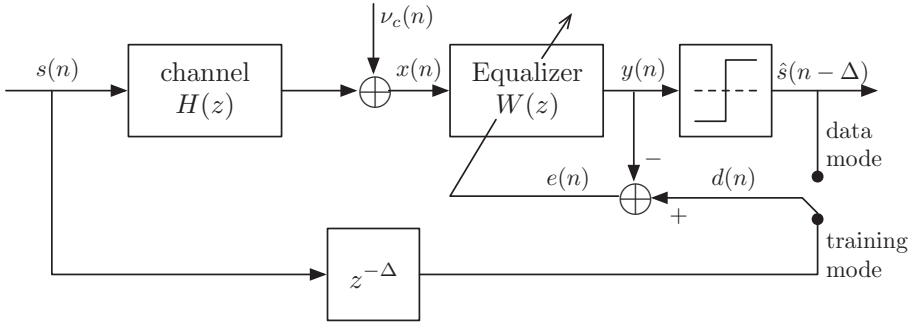 ν_c(n)
s(n)
channel
H(z)
x(n)
Equalizer
W(z)
y(n)
ŝ(n − Δ)
data
mode
−
e(n)
d(n)
+
z^{−Δ}
training
mode